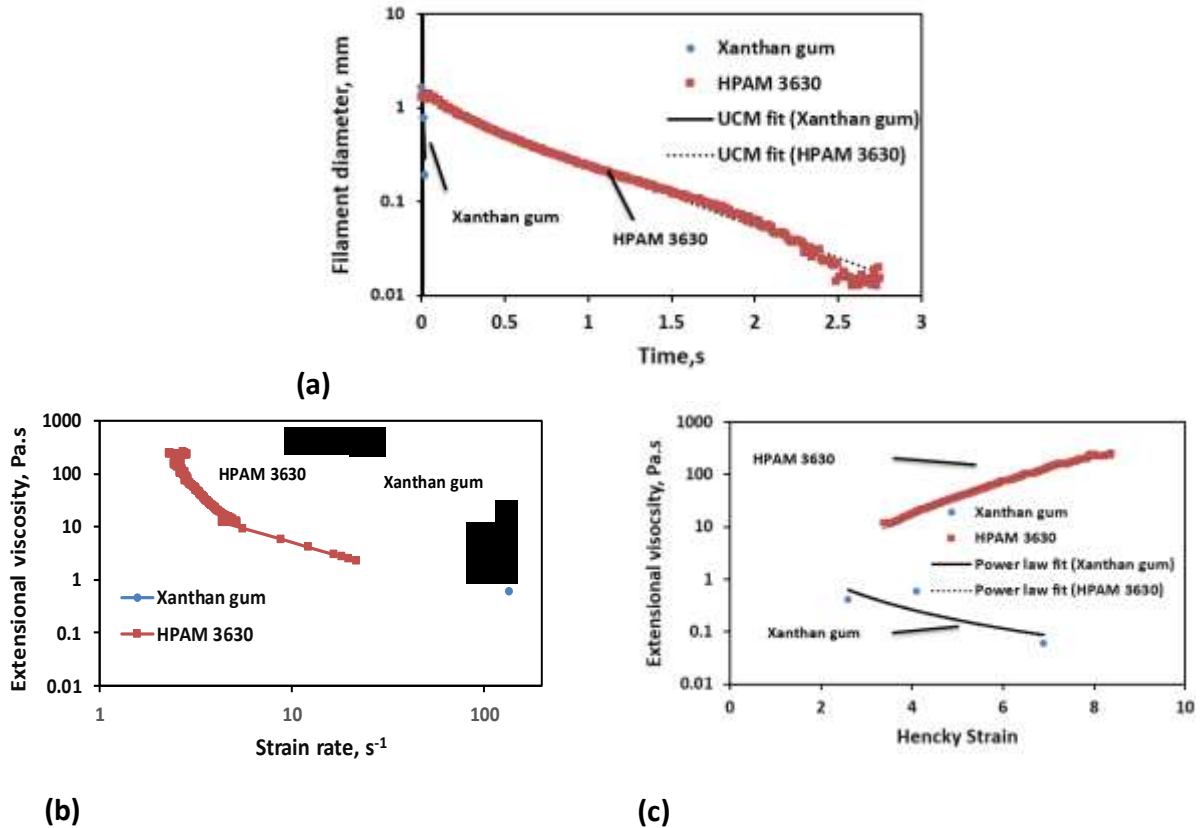 10
1
0.1
0.01
Filament diameter, mm
Xanthan gum
HPAM 3630
UCM fit (Xanthan gum)
UCM fit (HPAM 3630)
Xanthan gum
HPAM 3630
0 0.5 1 1.5 2 2.5 3
Time,s
(a)
1000
100
10
1
0.1
0.01
Extensional viscosity, Pa.s
HPAM 3630
Xanthan gum
Xanthan gum
HPAM 3630
1 10 100
Strain rate, s⁻¹
(b)
1000
100
10
1
0.1
0.01
Extensional viscocsity, Pa.s
HPAM 3630
Xanthan gum
HPAM 3630
Power law fit (Xanthan gum)
Power law fit (HPAM 3630)
Xanthan gum
0 2 4 6 8 10
Hencky Strain
(c)